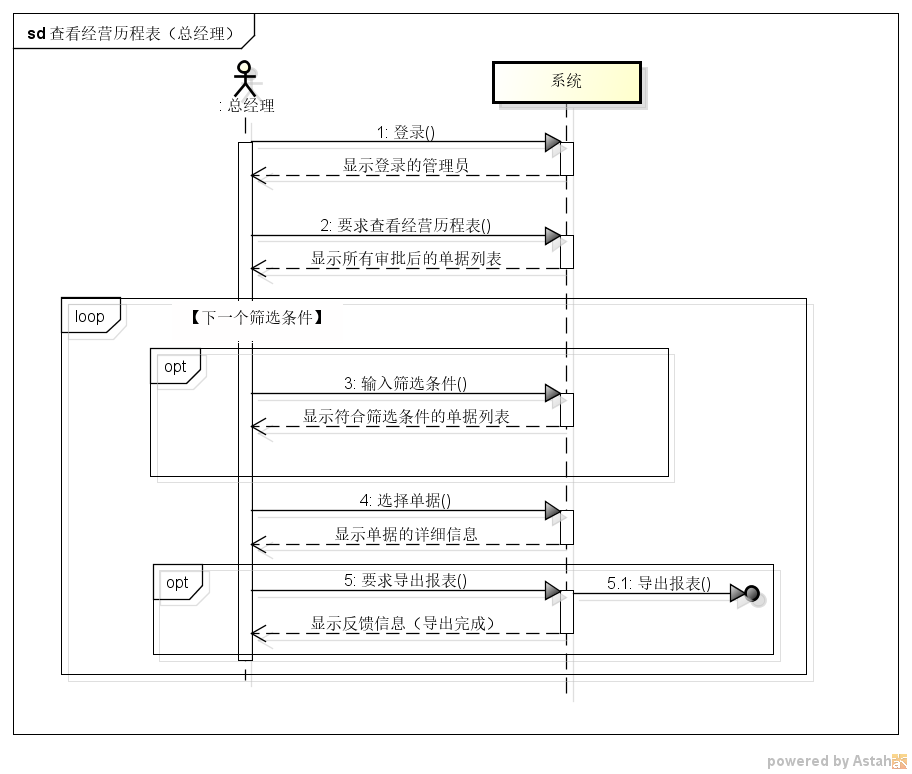 sd 查看经营历程表（总经理）
: 总经理
系统
1: 登录()
显示登录的管理员
2: 要求查看经营历程表()
显示所有审批后的单据列表
loop
【下一个筛选条件】
opt
3: 输入筛选条件()
显示符合筛选条件的单据列表
4: 选择单据()
显示单据的详细信息
opt
5: 要求导出报表()
5.1: 导出报表()
显示反馈信息（导出完成）
powered by Astah